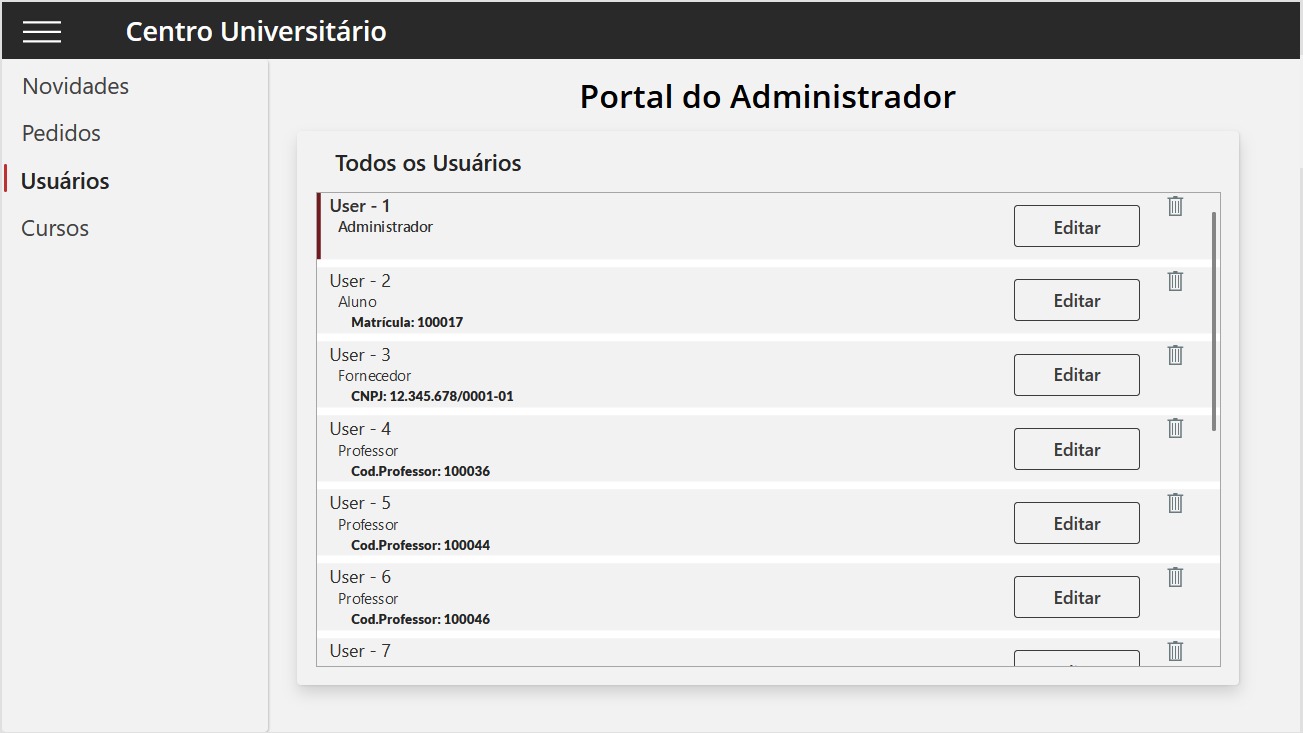 Centro Universitário
Novidades
Pedidos
Usuários
Cursos
Portal do Administrador
Todos os Usuários
User - 1
Administrador
Editar
User - 2
Aluno
Matrícula: 100017
Editar
User - 3
Fornecedor
CNPJ: 12.345.678/0001-01
Editar
User - 4
Professor
Cod.Professor: 100036
Editar
User - 5
Professor
Cod.Professor: 100044
Editar
User - 6
Professor
Cod.Professor: 100046
Editar
User - 7